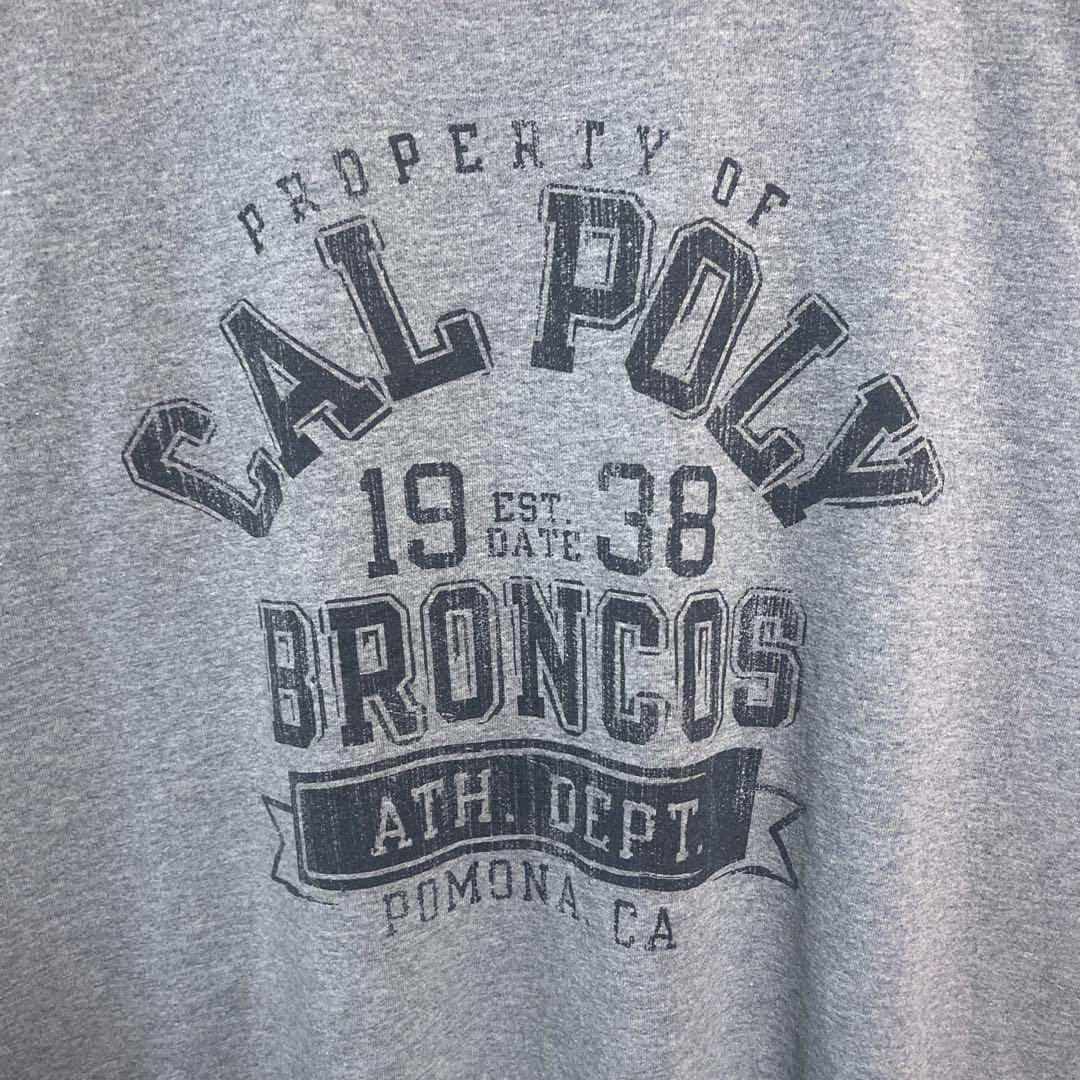 PROPERTY OF
CAL POLY
19 EST. DATE 38
BRONCOS
ATH. DEPT.
POMONA, CA